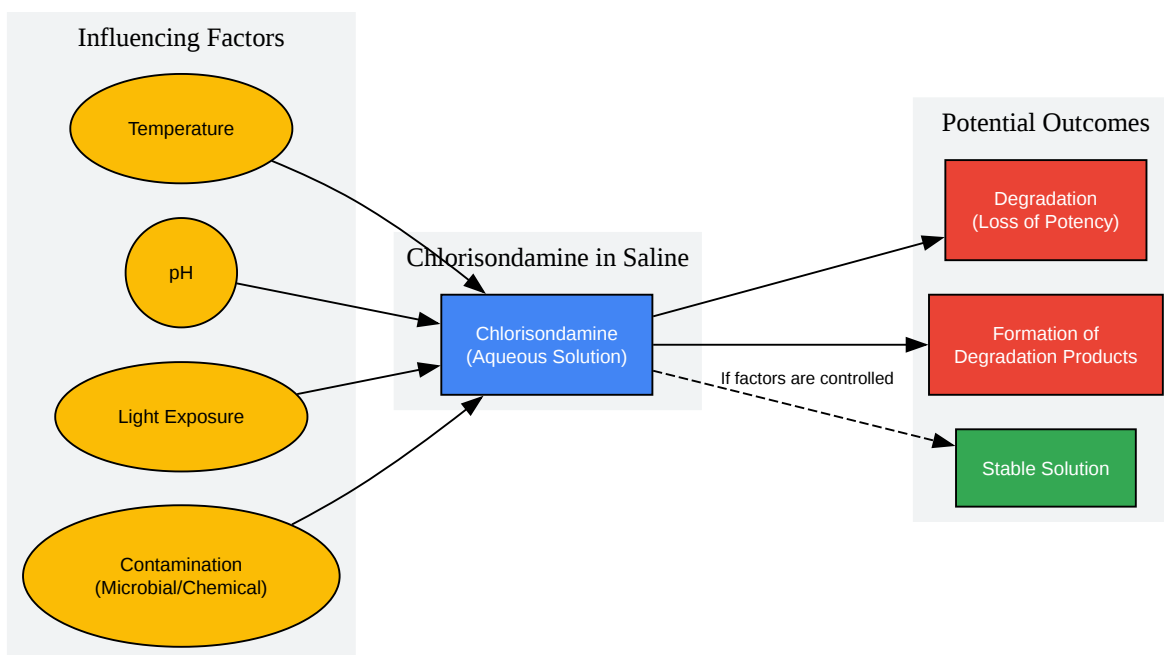 Influencing Factors
Temperature
pH
Light Exposure
Contamination
(Microbial/Chemical)
Chlorisondamine in Saline
Chlorisondamine
(Aqueous Solution)
If factors are controlled
Potential Outcomes
Degradation
(Loss of Potency)
Formation of
Degradation Products
Stable Solution